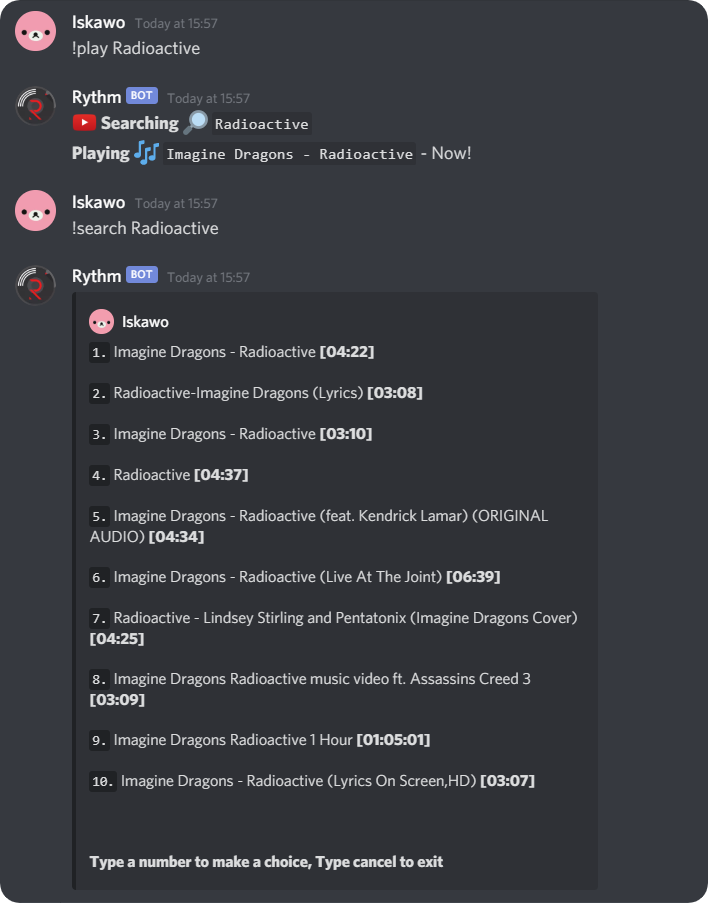 Iskawo Today at 15:57
!play Radioactive
Rythm BOT Today at 15:57
Searching Radioactive
Playing Imagine Dragons - Radioactive - Now!
Iskawo Today at 15:57
!search Radioactive
Rythm BOT Today at 15:57
Iskawo
1. Imagine Dragons - Radioactive [04:22]
2. Radioactive-Imagine Dragons (Lyrics) [03:08]
3. Imagine Dragons - Radioactive [03:10]
4. Radioactive [04:37]
5. Imagine Dragons - Radioactive (feat. Kendrick Lamar) (ORIGINAL
AUDIO) [04:34]
6. Imagine Dragons - Radioactive (Live At The Joint) [06:39]
7. Radioactive - Lindsey Stirling and Pentatonix (Imagine Dragons Cover)
[04:25]
8. Imagine Dragons Radioactive music video ft. Assassins Creed 3
[03:09]
9. Imagine Dragons Radioactive 1 Hour [01:05:01]
10. Imagine Dragons - Radioactive (Lyrics On Screen,HD) [03:07]
Type a number to make a choice, Type cancel to exit